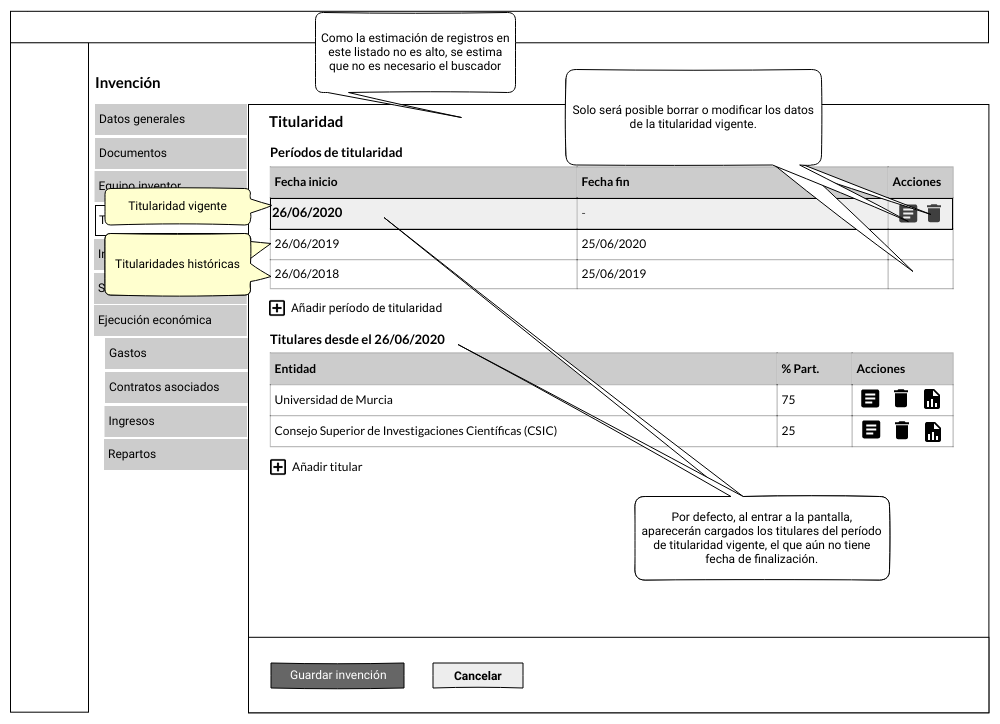 Como la estimación de registros en
este listado no es alto, se estima
que no es necesario el buscador
Solo será posible borrar o modificar los datos
de la titularidad vigente.
Invención
Datos generales
Documentos
Equipo inventor
Titularidad vigente
Titularidades históricas
Ejecución económica
Gastos
Contratos asociados
Ingresos
Repartos
Titularidad
Períodos de titularidad
Fecha inicio Fecha fin Acciones
26/06/2020 -
26/06/2019 25/06/2020
26/06/2018 25/06/2019
Añadir período de titularidad
Titulares desde el 26/06/2020
Entidad % Part. Acciones
Universidad de Murcia 75
Consejo Superior de Investigaciones Científicas (CSIC) 25
Añadir titular
Por defecto, al entrar a la pantalla,
aparecerán cargados los titulares del período
de titularidad vigente, el que aún no tiene
fecha de finalización.
Guardar invención Cancelar